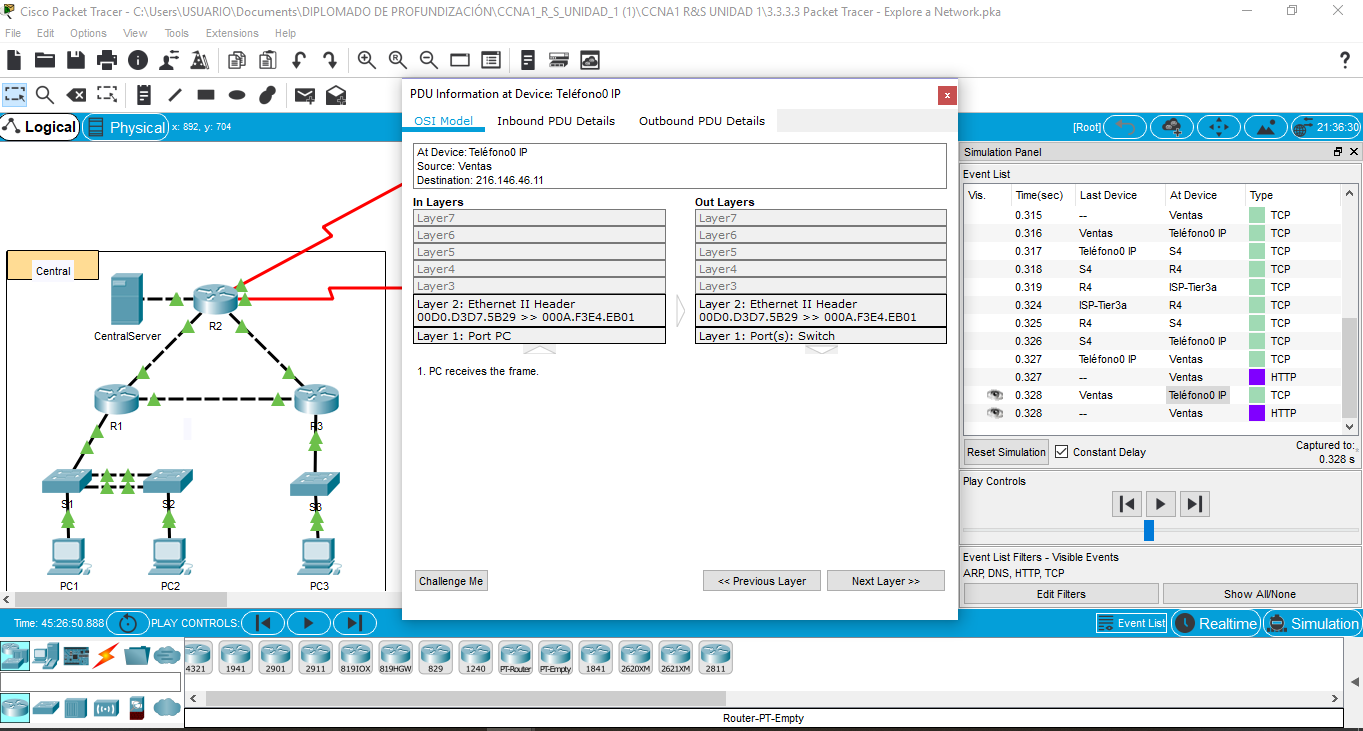 Cisco Packet Tracer - C:\Users\USUARIO\Documents\DIPLOMADO DE PROFUNDIZACIÓN\CCNA1_R_S_UNIDAD_1 (1)\CCNA1 R&S UNIDAD 1\3.3.3.3 Packet Tracer - Explore a Network.pka
File Edit Options View Tools Extensions Help
?
Logical Physical x: 892, y: 704
[Root] 21:36:30
PDU Information at Device: Teléfono0 IP
x
OSI Model Inbound PDU Details Outbound PDU Details
At Device: Teléfono0 IP
Source: Ventas
Destination: 216.146.46.11
In Layers Out Layers
Layer7 Layer7
Layer6 Layer6
Layer5 Layer5
Layer4 Layer4
Layer3 Layer3
Layer 2: Ethernet II Header Layer 2: Ethernet II Header
00D0.D3D7.5B29 >> 000A.F3E4.EB01 00D0.D3D7.5B29 >> 000A.F3E4.EB01
Layer 1: Port PC Layer 1: Port(s): Switch
1. PC receives the frame.
Challenge Me << Previous Layer Next Layer >>
Central
CentralServer
R2
R1
R3
S1
S2
S3
PC1
PC2
PC3
Simulation Panel
Event List
Vis. Time(sec) Last Device At Device Type
0.315 -- Ventas TCP
0.316 Ventas Teléfono0 IP TCP
0.317 Teléfono0 IP S4 TCP
0.318 S4 R4 TCP
0.319 R4 ISP-Tier3a TCP
0.324 ISP-Tier3a R4 TCP
0.325 R4 S4 TCP
0.326 S4 Teléfono0 IP TCP
0.327 Teléfono0 IP Ventas TCP
0.327 -- Ventas HTTP
0.328 Ventas Teléfono0 IP TCP
0.328 -- Ventas HTTP
Reset Simulation Constant Delay Captured to:
0.328 s
Play Controls
Event List Filters - Visible Events
ARP, DNS, HTTP, TCP
Edit Filters Show All/None
Time: 45:26:50.888 PLAY CONTROLS: Event List Realtime Simulation
4321 1941 2901 2911 819IOX 819HGW 829 1240 PT-Router PT-Empty 1841 2620XM 2621XM 2811
Router-PT-Empty